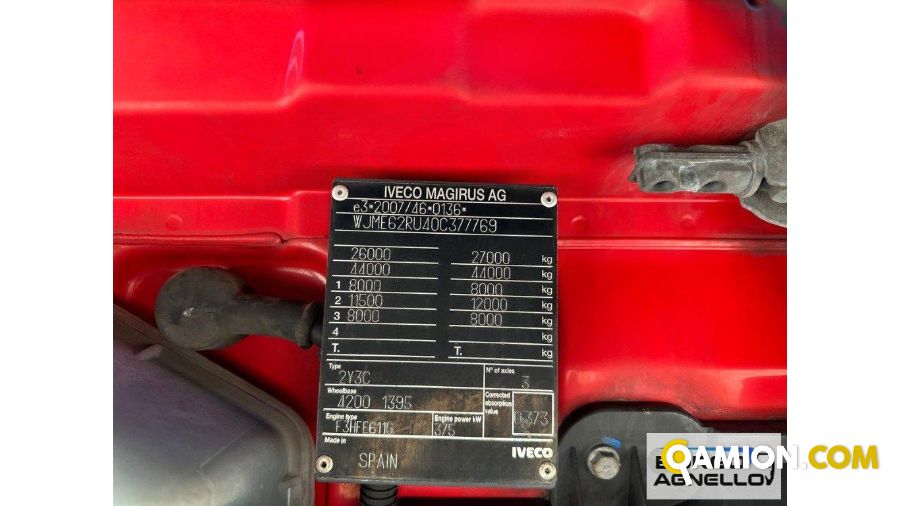 IVECO MAGIRUS AG
e3*2007/46*0136*
WJME62RU40C377769
26000 27000 kg
44000 44000 kg
1 8000 8000 kg
2 11500 12000 kg
3 8000 8000 kg
4 kg
T. T. kg
Type 2Y3C N° of axles 3
Wheelbase 4200 1395 Corrected absorption value 0,373
Engine type F3HFE611G Engine power kW 375
Made in SPAIN IVECO
QAMION.COM
AGNELLO